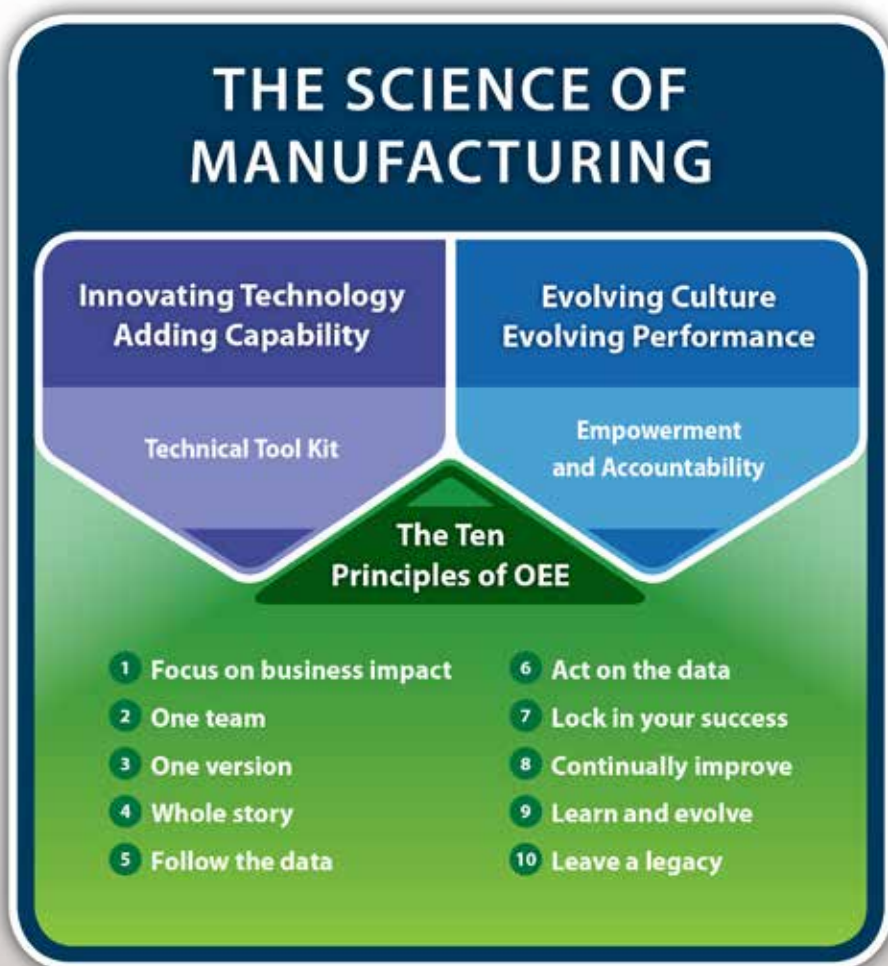 THE SCIENCE OF
MANUFACTURING
Innovating Technology
Adding Capability
Technical Tool Kit
Evolving Culture
Evolving Performance
Empowerment
and Accountability
The Ten
Principles of OEE
1 Focus on business impact
2 One team
3 One version
4 Whole story
5 Follow the data
6 Act on the data
7 Lock in your success
8 Continually improve
9 Learn and evolve
10 Leave a legacy